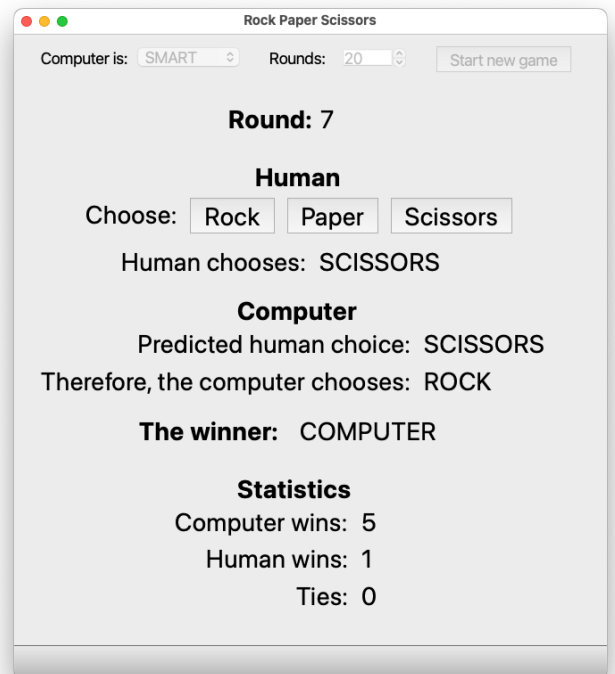 Rock Paper Scissors
Computer is: SMART Rounds: 20 Start new game
Round: 7
Human
Choose: Rock Paper Scissors
Human chooses: SCISSORS
Computer
Predicted human choice: SCISSORS
Therefore, the computer chooses: ROCK
The winner: COMPUTER
Statistics
Computer wins: 5
Human wins: 1
Ties: 0